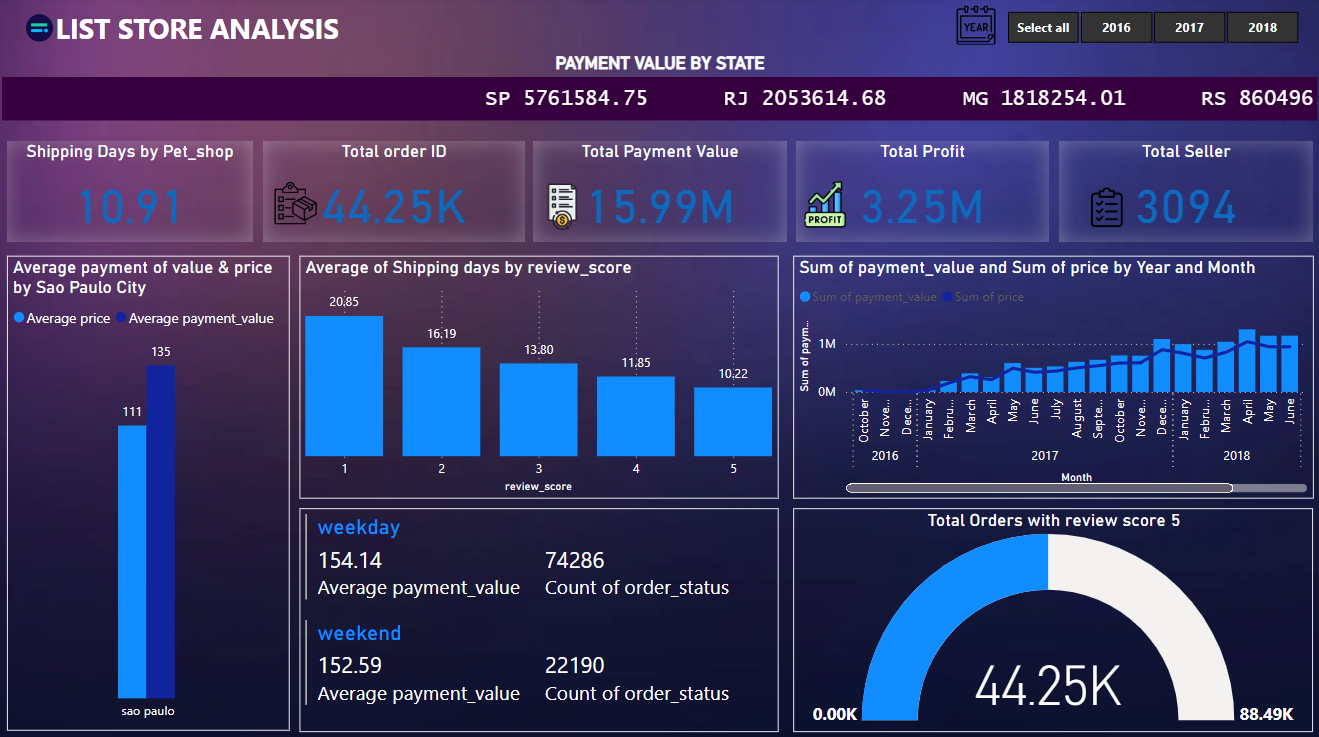 LIST STORE ANALYSIS
YEAR
Select all 2016 2017 2018
PAYMENT VALUE BY STATE
SP 5761584.75 RJ 2053614.68 MG 1818254.01 RS 860496
Shipping Days by Pet_shop
10.91
Total order ID
44.25K
Total Payment Value
15.99M
Total Profit
PROFIT
3.25M
Total Seller
3094
Average payment of value & price
by Sao Paulo City
Average price Average payment_value
135
111
sao paulo
Average of Shipping days by review_score
20.85
16.19
13.80
11.85
10.22
1 2 3 4 5
review_score
Sum of payment_value and Sum of price by Year and Month
Sum of payment_value Sum of price
Sum of paym...
1M
0M
October
Nove...
Dece...
January
Febru...
March
April
May
June
July
August
Septe...
October
Nove...
Dece...
January
Febru...
March
April
May
June
2016 2017 2018
Month
weekday
154.14 74286
Average payment_value Count of order_status
weekend
152.59 22190
Average payment_value Count of order_status
Total Orders with review score 5
44.25K
0.00K 88.49K